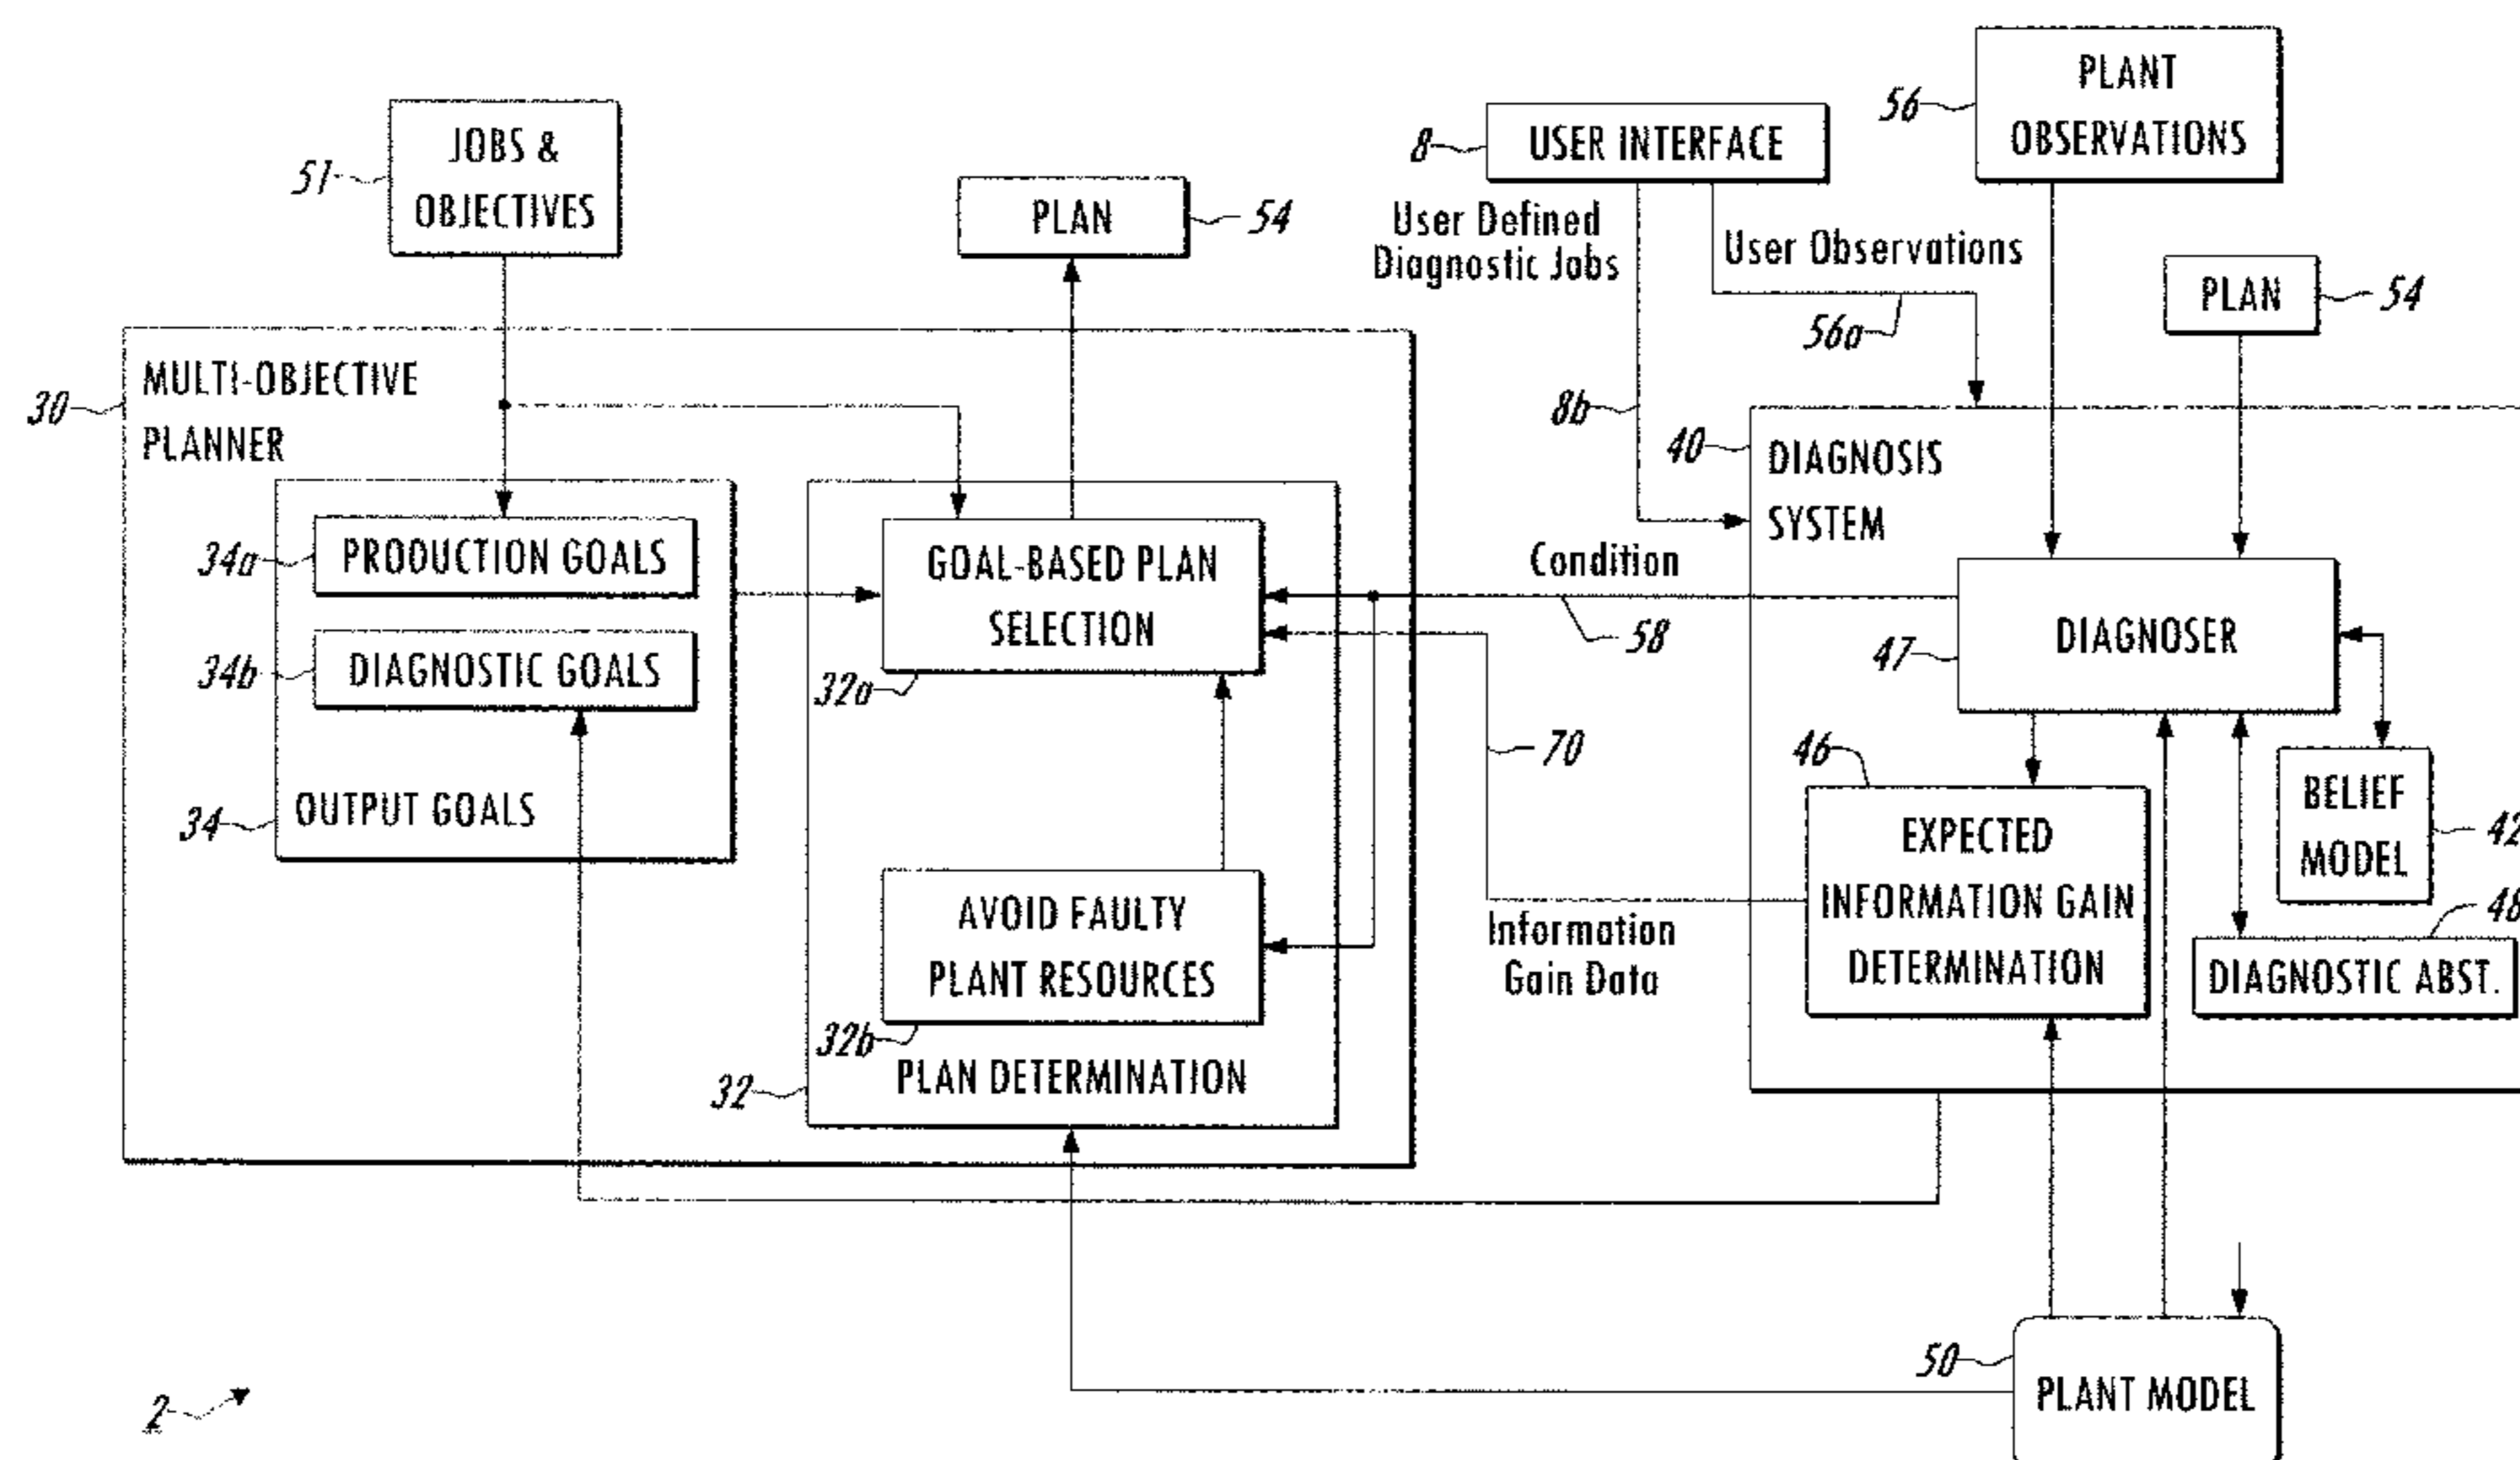 PLANT
OBSERVATIONS
56
JOBS &
OBJECTIVES
51
USER INTERFACE
8
PLAN
54
User Defined
Diagnostic Jobs
User Observations
56a
PLAN
54
MULTI-OBJECTIVE
PLANNER
30
8b
40
DIAGNOSIS
SYSTEM
34a
PRODUCTION GOALS
GOAL-BASED PLAN
SELECTION
32a
Condition
58
DIAGNOSER
47
34b
DIAGNOSTIC GOALS
70
46
EXPECTED
INFORMATION GAIN
DETERMINATION
BELIEF
MODEL
42
34
OUTPUT GOALS
AVOID FAULTY
PLANT RESOURCES
32b
Information
Gain Data
48
DIAGNOSTIC ABST.
32
PLAN DETERMINATION
50
PLANT MODEL
2